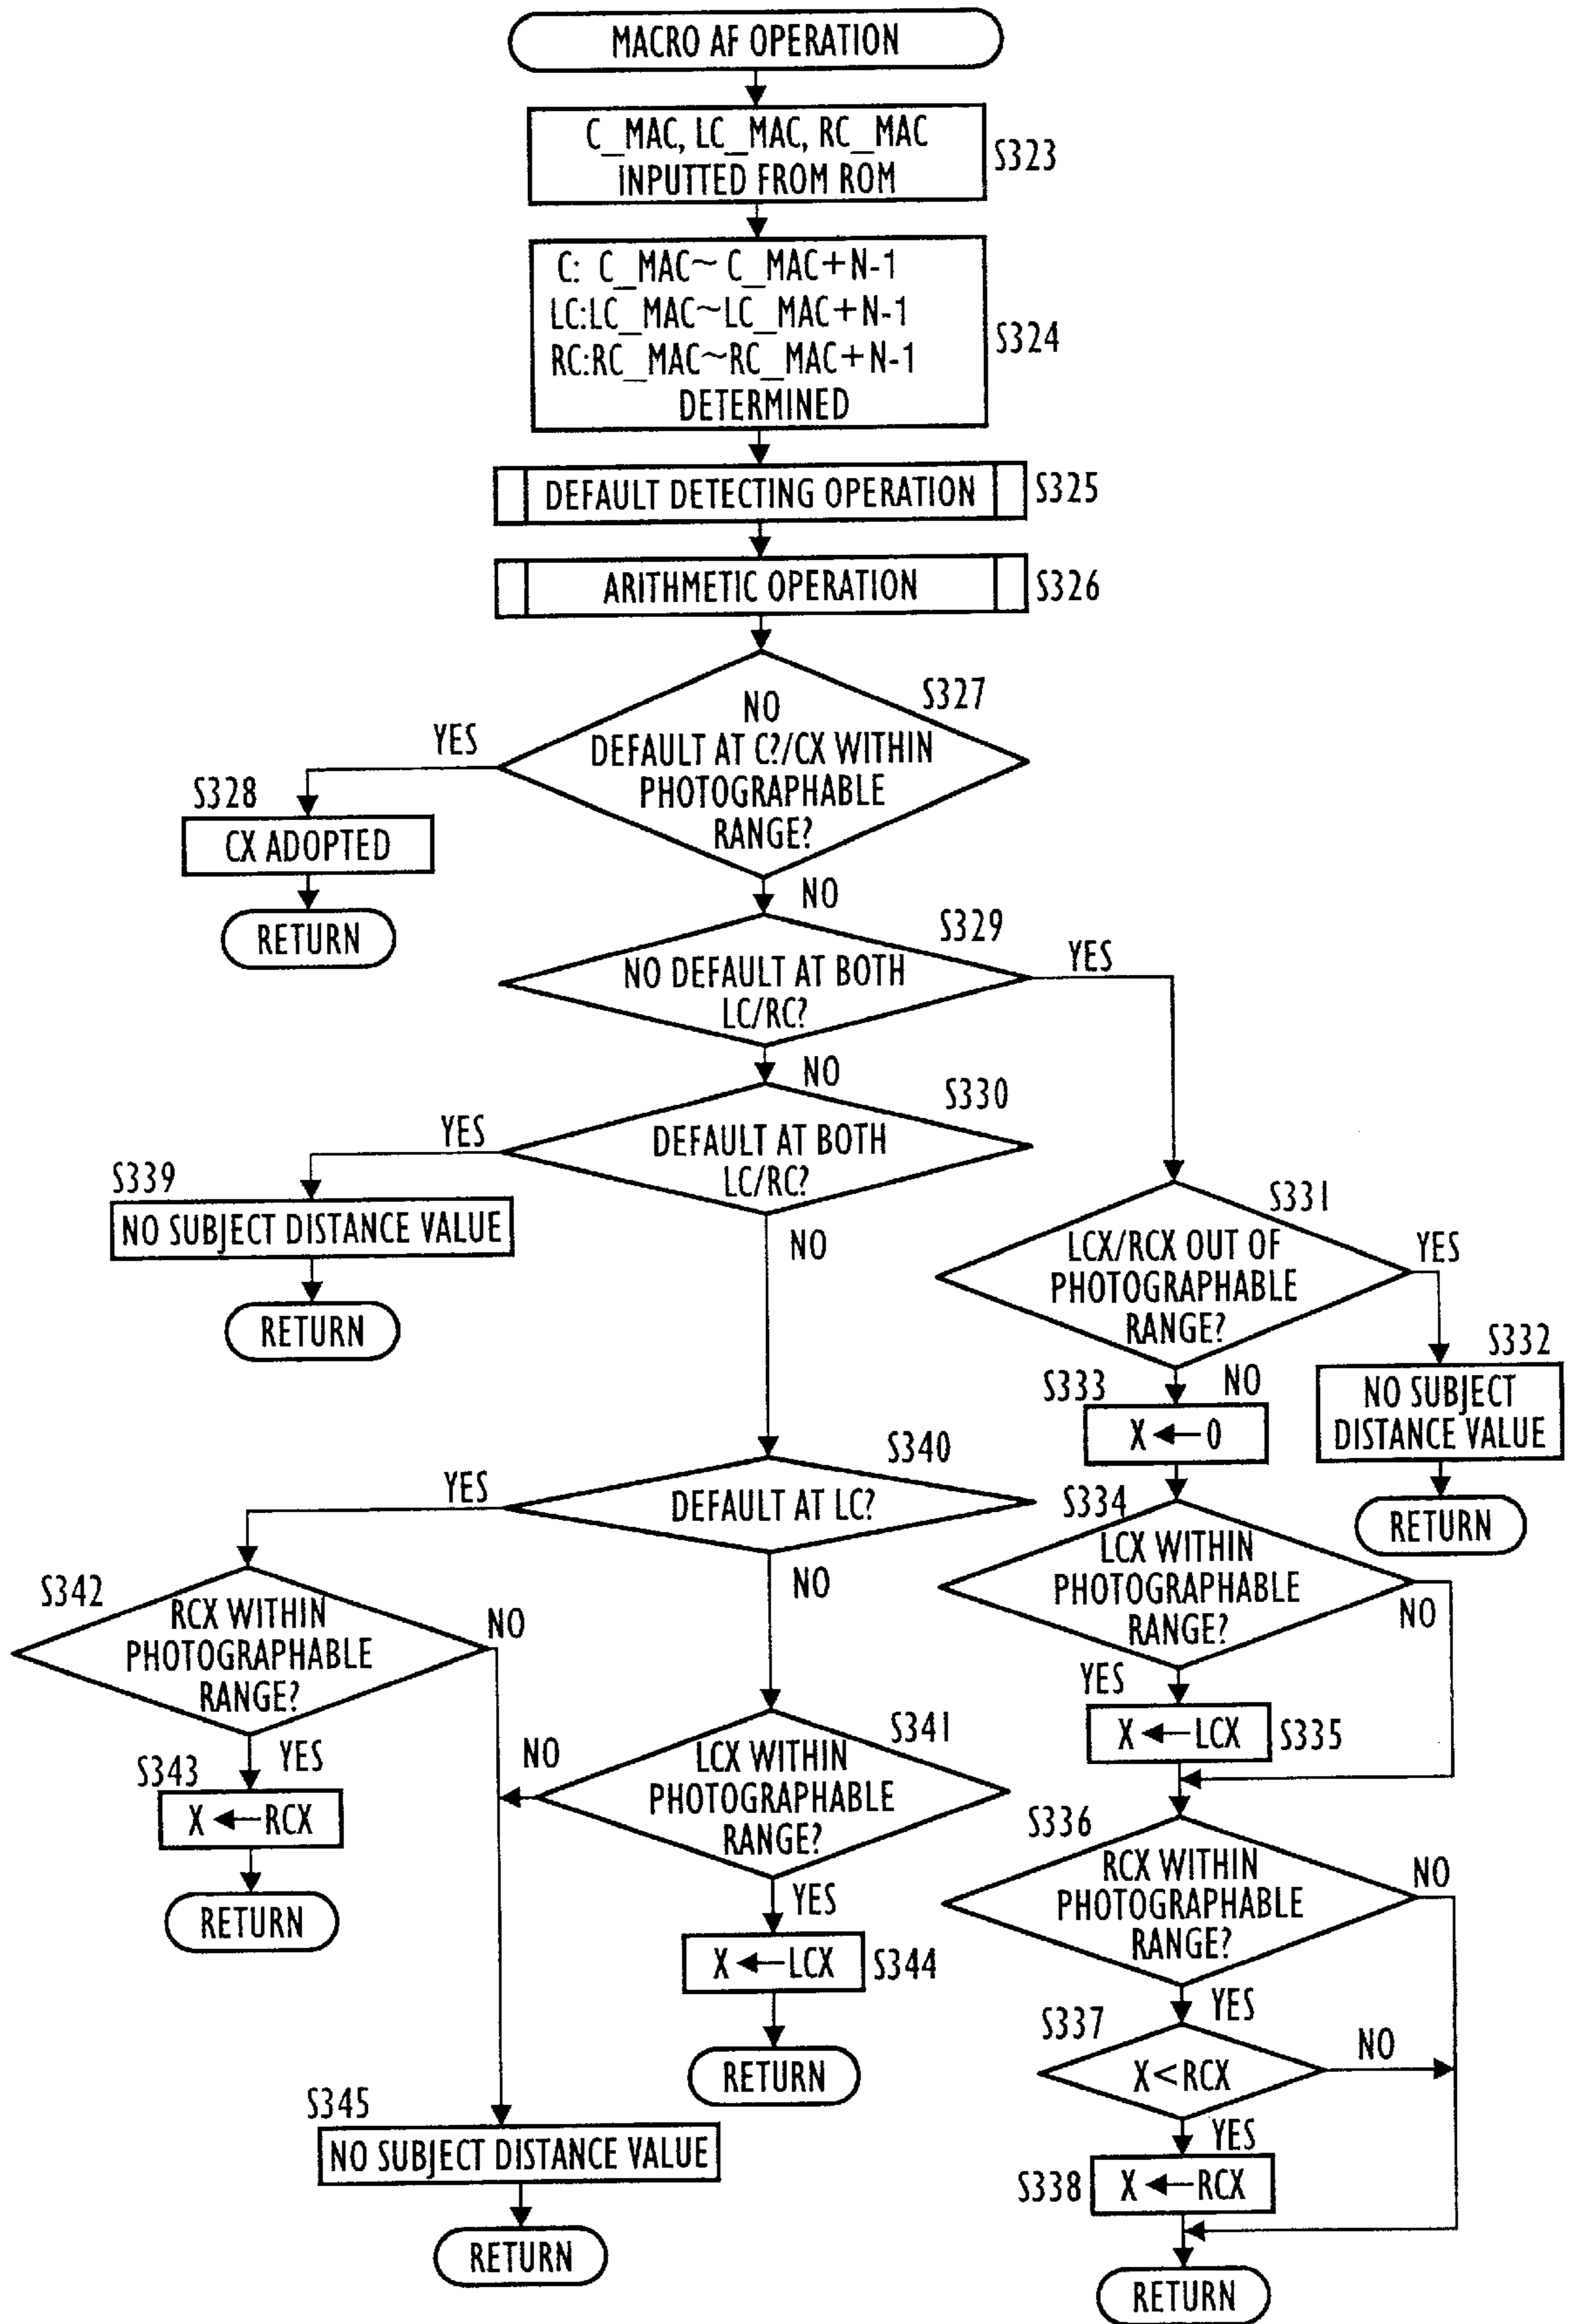 MACRO AF OPERATION
C_MAC, LC_MAC, RC_MAC
INPUTTED FROM ROM
S323
C: C_MAC~ C_MAC+N-1
LC:LC_MAC~LC_MAC+N-1
RC:RC_MAC~RC_MAC+N-1
DETERMINED
S324
DEFAULT DETECTING OPERATION
S325
ARITHMETIC OPERATION
S326
S327
NO
DEFAULT AT C?/CX WITHIN
PHOTOGRAPHABLE
RANGE?
YES
S328
CX ADOPTED
RETURN
NO
S329
NO DEFAULT AT BOTH
LC/RC?
YES
NO
S330
DEFAULT AT BOTH
LC/RC?
YES
S339
NO SUBJECT DISTANCE VALUE
RETURN
NO
S331
LCX/RCX OUT OF
PHOTOGRAPHABLE
RANGE?
YES
S332
NO SUBJECT
DISTANCE VALUE
RETURN
NO
S333
X←0
S334
LCX WITHIN
PHOTOGRAPHABLE
RANGE?
NO
YES
X←LCX
S335
S336
RCX WITHIN
PHOTOGRAPHABLE
RANGE?
NO
YES
S337
X<RCX
NO
YES
S338
X←RCX
RETURN
S340
DEFAULT AT LC?
YES
NO
S342
RCX WITHIN
PHOTOGRAPHABLE
RANGE?
NO
YES
S343
X←RCX
RETURN
S341
LCX WITHIN
PHOTOGRAPHABLE
RANGE?
NO
YES
X←LCX
S344
RETURN
S345
NO SUBJECT DISTANCE VALUE
RETURN